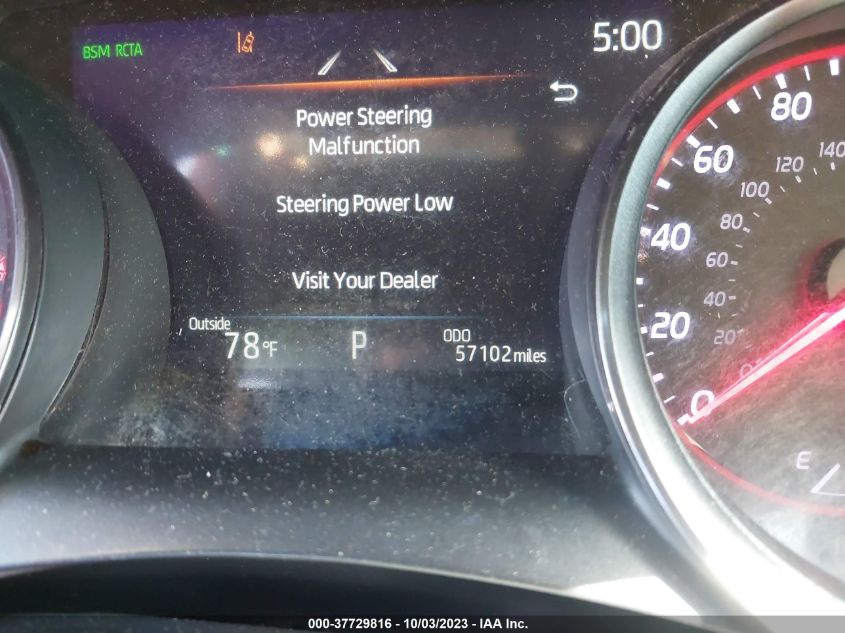 BSM RCTA
5:00
Power Steering
Malfunction
Steering Power Low
Visit Your Dealer
Outside
78°F
P
ODO
57102 miles
80
60
40
20
0
140
120
100
80-
60-
40-
20
E
000-37729816 - 10/03/2023 - IAA Inc.